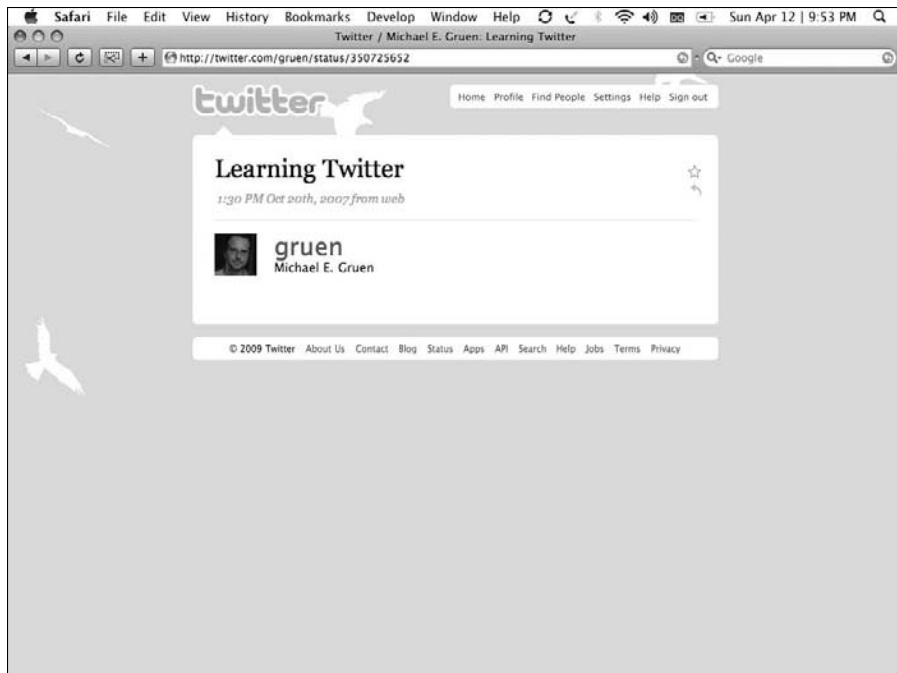 Safari File Edit View History Bookmarks Develop Window Help Sun Apr 12 | 9:53 PM
Twitter / Michael E. Gruen: Learning Twitter
http://twitter.com/gruen/status/350725652 Google
twitter
Home Profile Find People Settings Help Sign out
Learning Twitter
1:30 PM Oct 20th, 2007 from web
gruen
Michael E. Gruen
© 2009 Twitter About Us Contact Blog Status Apps API Search Help Jobs Terms Privacy